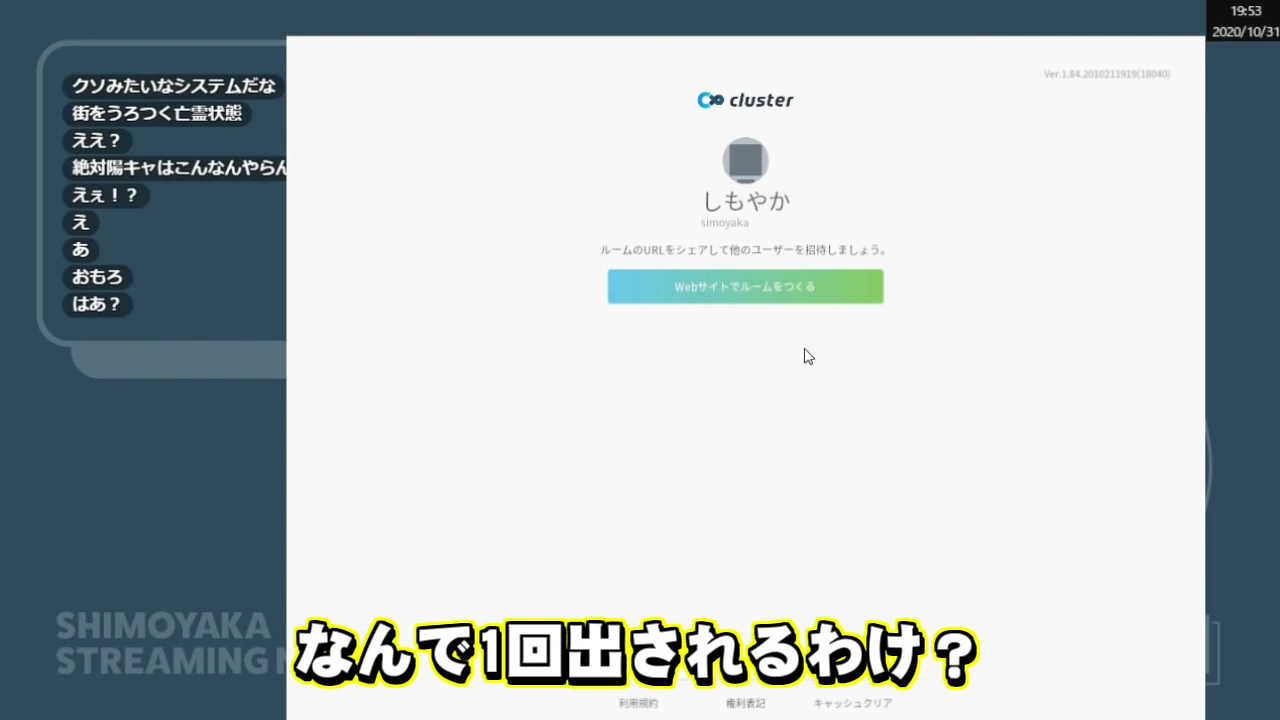 19:53
2020/10/31
クソみたいなシステムだな
街をうろつく亡霊状態
ええ？
絶対陽キャはこんなんやらん
えぇ！？
え
あ
おもろ
はあ？
Ver.1.84.2010211919(18040)
cluster
しもやか
simoyaka
ルームのURLをシェアして他のユーザーを招待しましょう。
Webサイトでルームをつくる
SHIMOYAKA
STREAMING
なんで1回出されるわけ？
利用規約
権利表記
キャッシュクリア